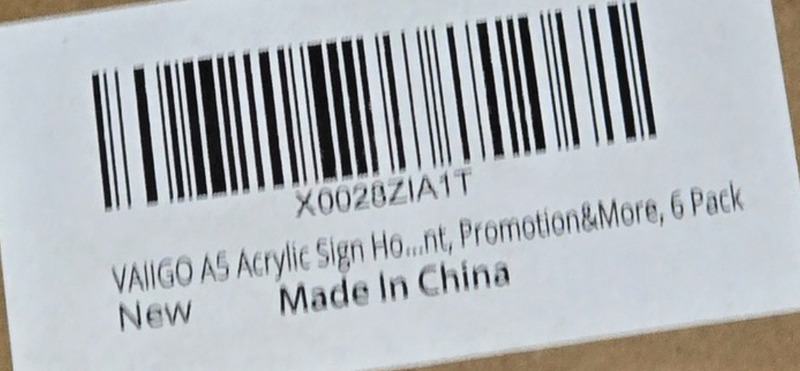 X0028ZIA1T
VAIIGO A5 Acrylic Sign Ho...nt, Promotion&More, 6 Pack
New Made In China